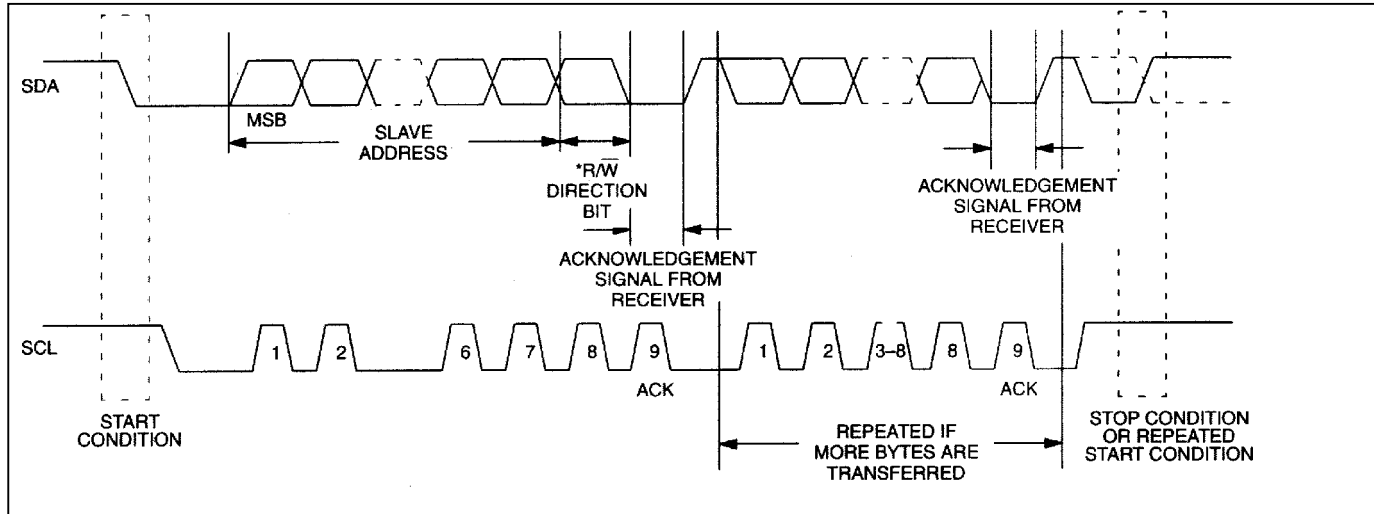 SDA
MSB
SLAVE
ADDRESS
*R/W̅
DIRECTION
BIT
ACKNOWLEDGEMENT
SIGNAL FROM
RECEIVER
ACKNOWLEDGEMENT
SIGNAL FROM
RECEIVER
SCL
1 2 6 7 8 9 1 2 3–8 8 9
ACK
ACK
START
CONDITION
REPEATED IF
MORE BYTES ARE
TRANSFERRED
STOP CONDITION
OR REPEATED
START CONDITION